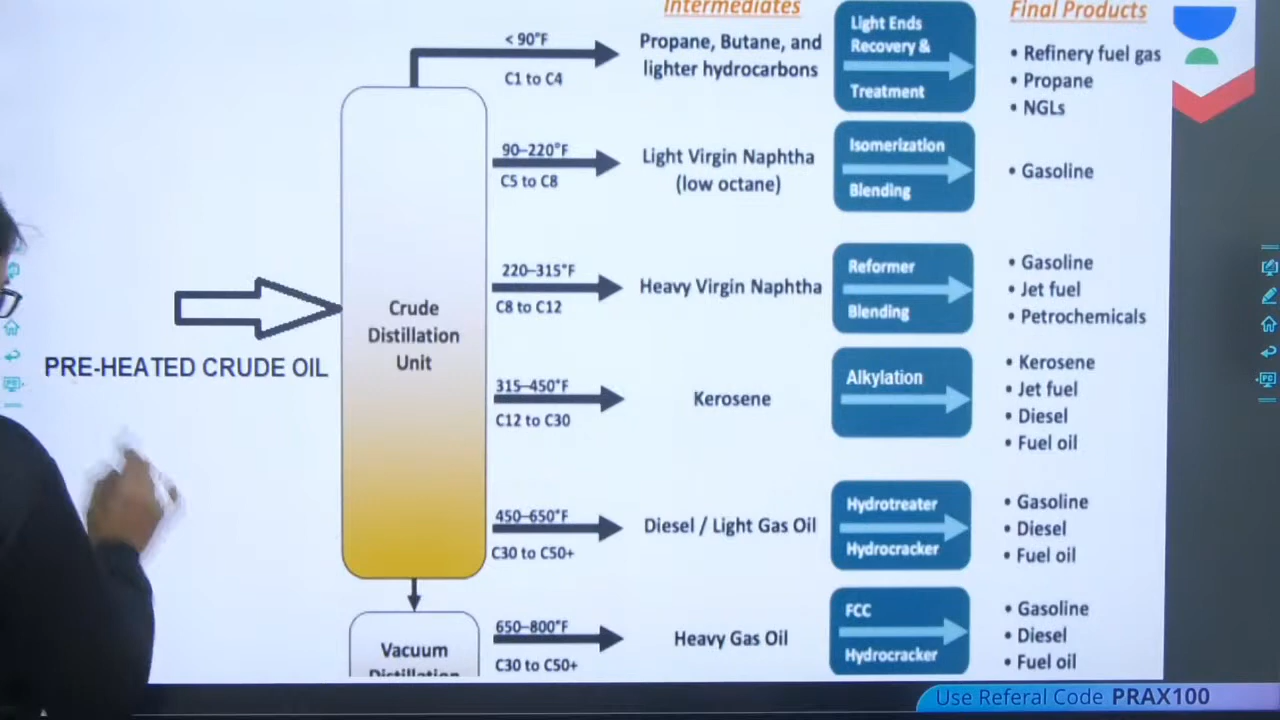 Intermediates
Final Products
< 90°F
C1 to C4
Propane, Butane, and
lighter hydrocarbons
Light Ends
Recovery &
Treatment
• Refinery fuel gas
• Propane
• NGLs
90–220°F
C5 to C8
Light Virgin Naphtha
(low octane)
Isomerization
Blending
• Gasoline
220–315°F
C8 to C12
Heavy Virgin Naphtha
Reformer
Blending
• Gasoline
• Jet fuel
• Petrochemicals
Crude
Distillation
Unit
PRE-HEATED CRUDE OIL
315–450°F
C12 to C30
Kerosene
Alkylation
• Kerosene
• Jet fuel
• Diesel
• Fuel oil
450–650°F
C30 to C50+
Diesel / Light Gas Oil
Hydrotreater
Hydrocracker
• Gasoline
• Diesel
• Fuel oil
650–800°F
C30 to C50+
Heavy Gas Oil
FCC
Hydrocracker
• Gasoline
• Diesel
• Fuel oil
Vacuum
Distillation
Use Referal Code PRAX100